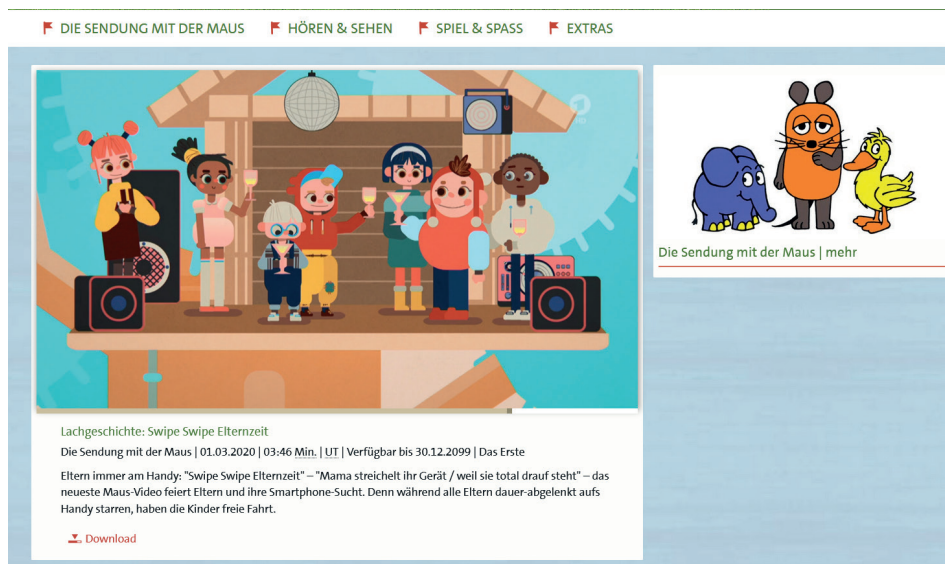 DIE SENDUNG MIT DER MAUS HÖREN & SEHEN SPIEL & SPASS EXTRAS
Die Sendung mit der Maus | mehr
Lachgeschichte: Swipe Swipe Elternzeit
Die Sendung mit der Maus | 01.03.2020 | 03:46 Min. | UT | Verfügbar bis 30.12.2099 | Das Erste
Eltern immer am Handy: "Swipe Swipe Elternzeit" – "Mama streichelt ihr Gerät / weil sie total drauf steht" – das
neueste Maus-Video feiert Eltern und ihre Smartphone-Sucht. Denn während alle Eltern dauer-abgelenkt aufs
Handy starren, haben die Kinder freie Fahrt.
Download